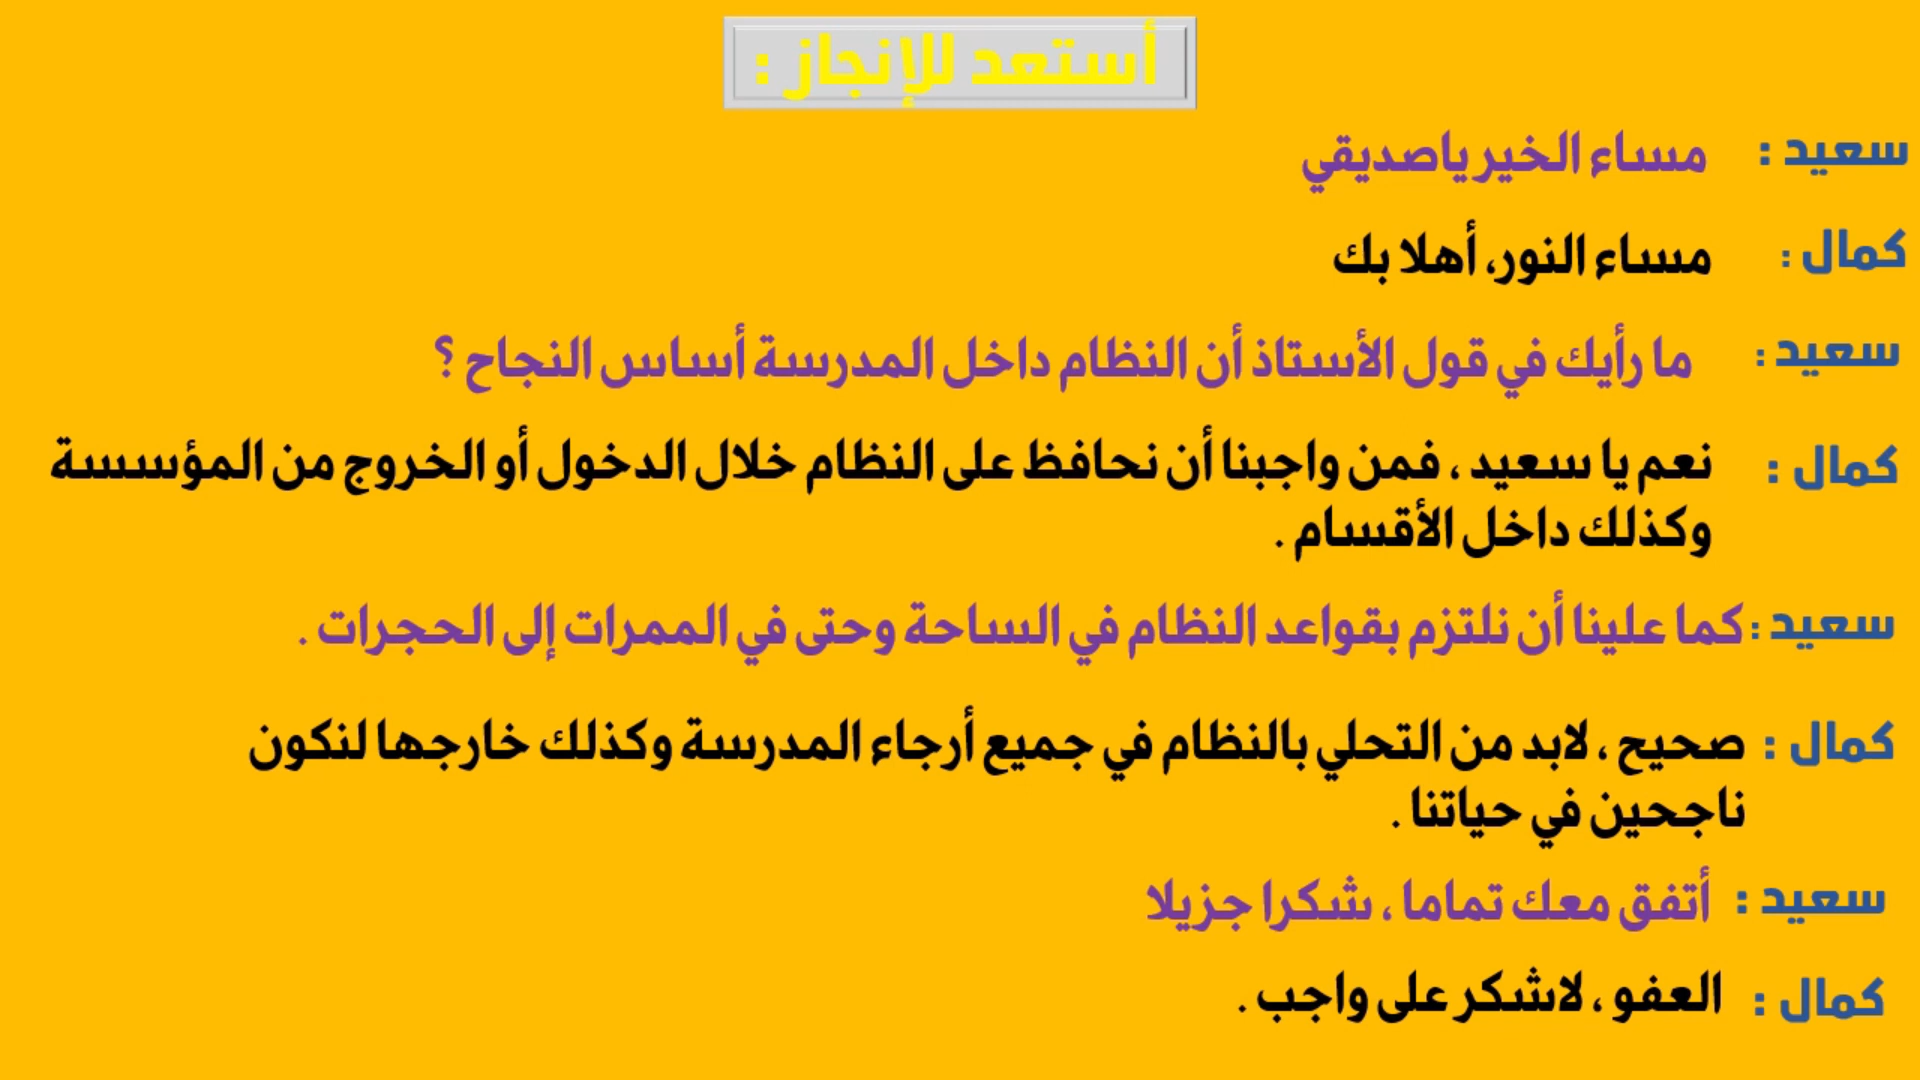 أستعد للإنجاز :
سعيد : مساء الخير ياصديقي
كمال : مساء النور، أهلا بك
سعيد : ما رأيك في قول الأستاذ أن النظام داخل المدرسة أساس النجاح ؟
كمال : نعم يا سعيد ، فمن واجبنا أن نحافظ على النظام خلال الدخول أو الخروج من المؤسسة
وكذلك داخل الأقسام .
سعيد : كما علينا أن نلتزم بقواعد النظام في الساحة وحتى في الممرات إلى الحجرات .
كمال : صحيح ، لابد من التحلي بالنظام في جميع أرجاء المدرسة وكذلك خارجها لنكون
ناجحين في حياتنا .
سعيد : أتفق معك تماما ، شكرا جزيلا
كمال : العفو ، لاشكر على واجب .